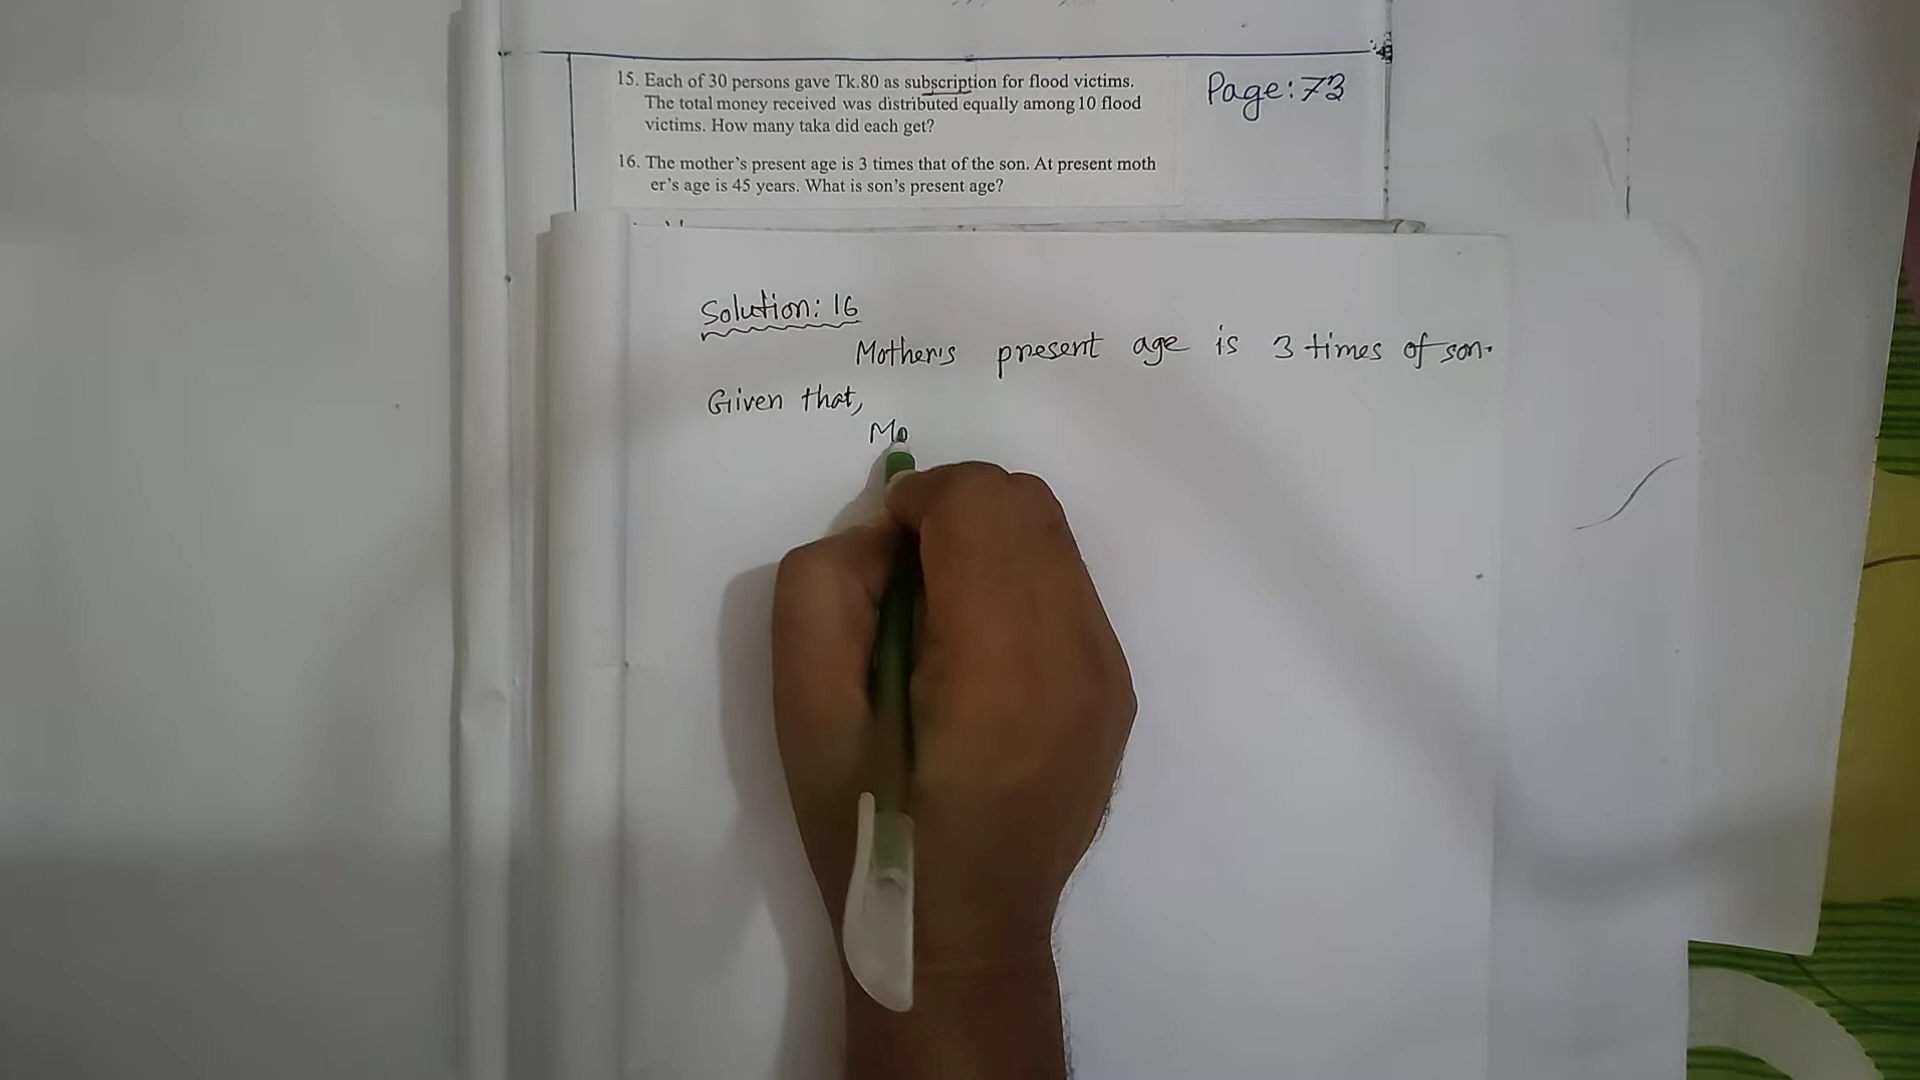 15. Each of 30 persons gave Tk.80 as subscription for flood victims.
The total money received was distributed equally among 10 flood
victims. How many taka did each get?
Page: 73
16. The mother's present age is 3 times that of the son. At present moth
er's age is 45 years. What is son's present age?
Solution: 16
Mother's present age is 3 times of son.
Given that,
Mo